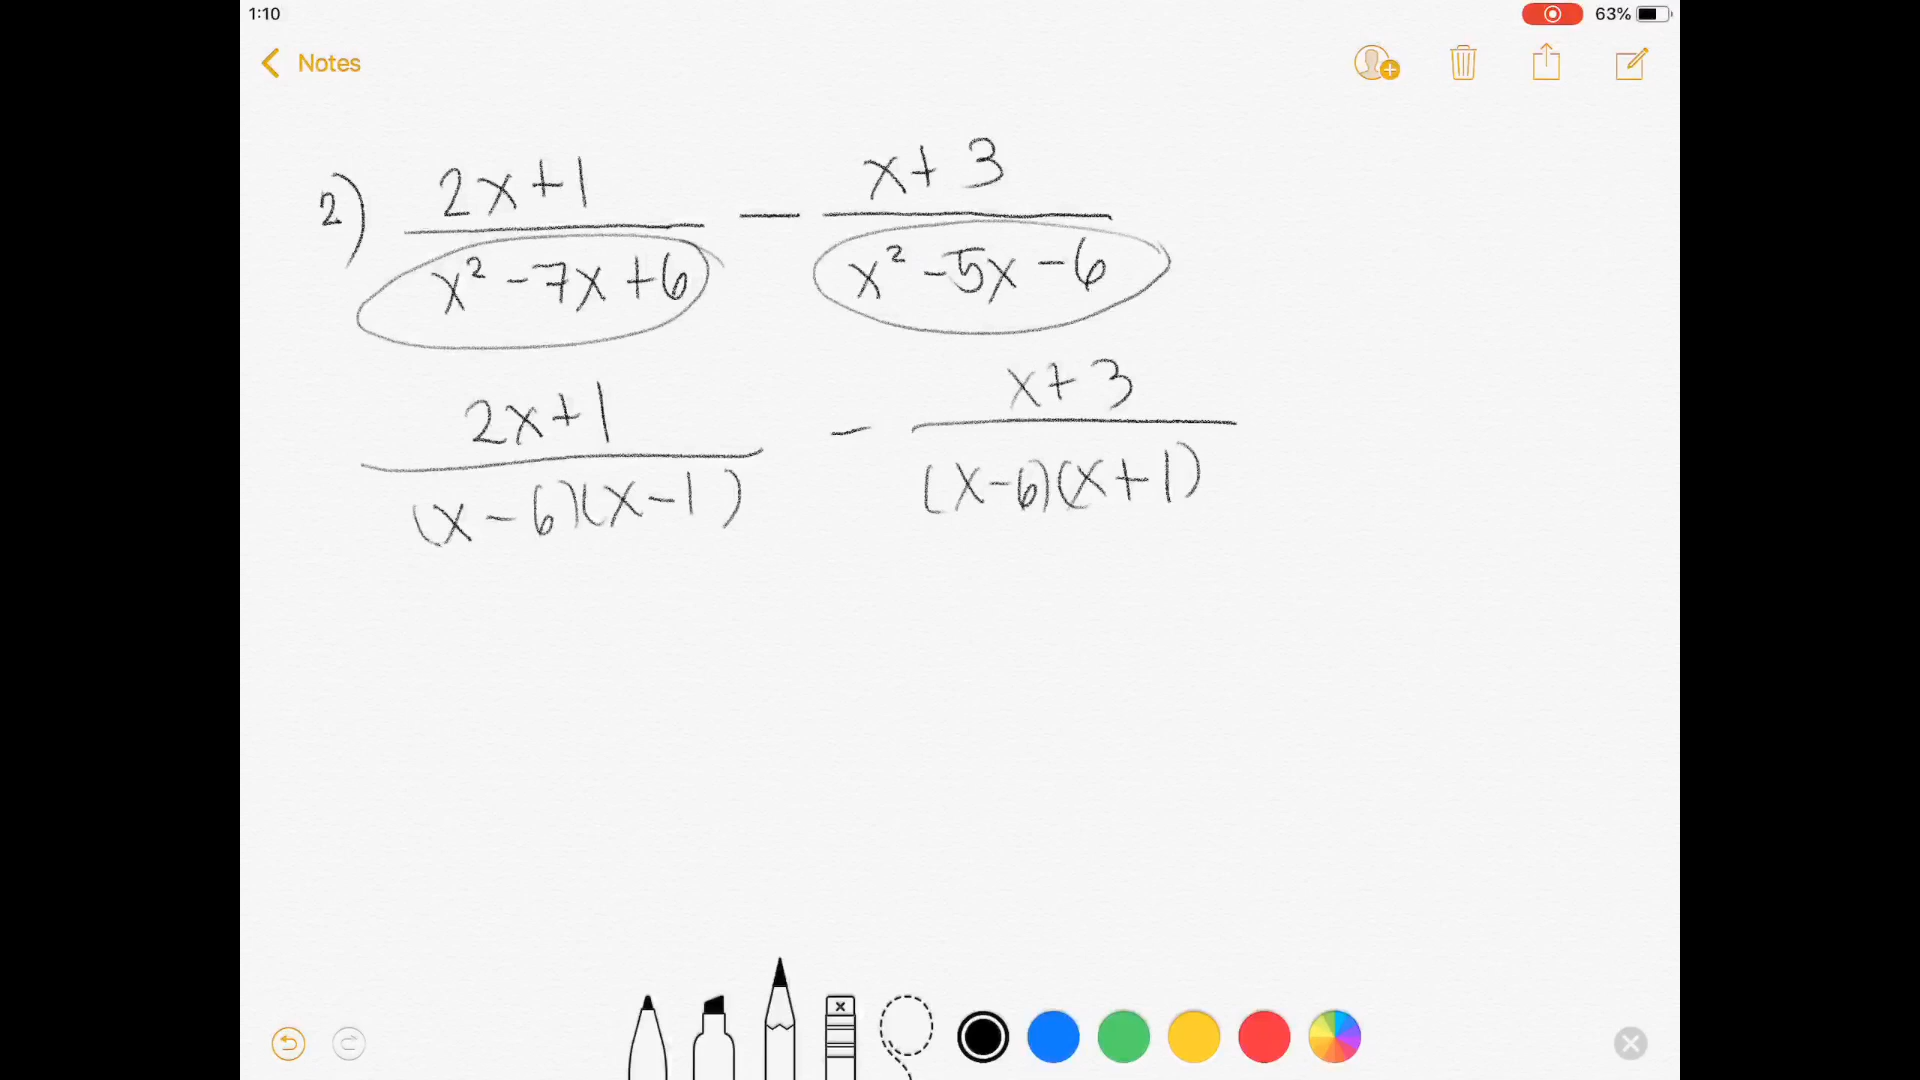 1:10
63%
Notes
2) 2x+1 / x² -7x +6 - x+3 / x² -5x -6
2x+1 / (x-6)(x-1) - x+3 / (x-6)(x+1)